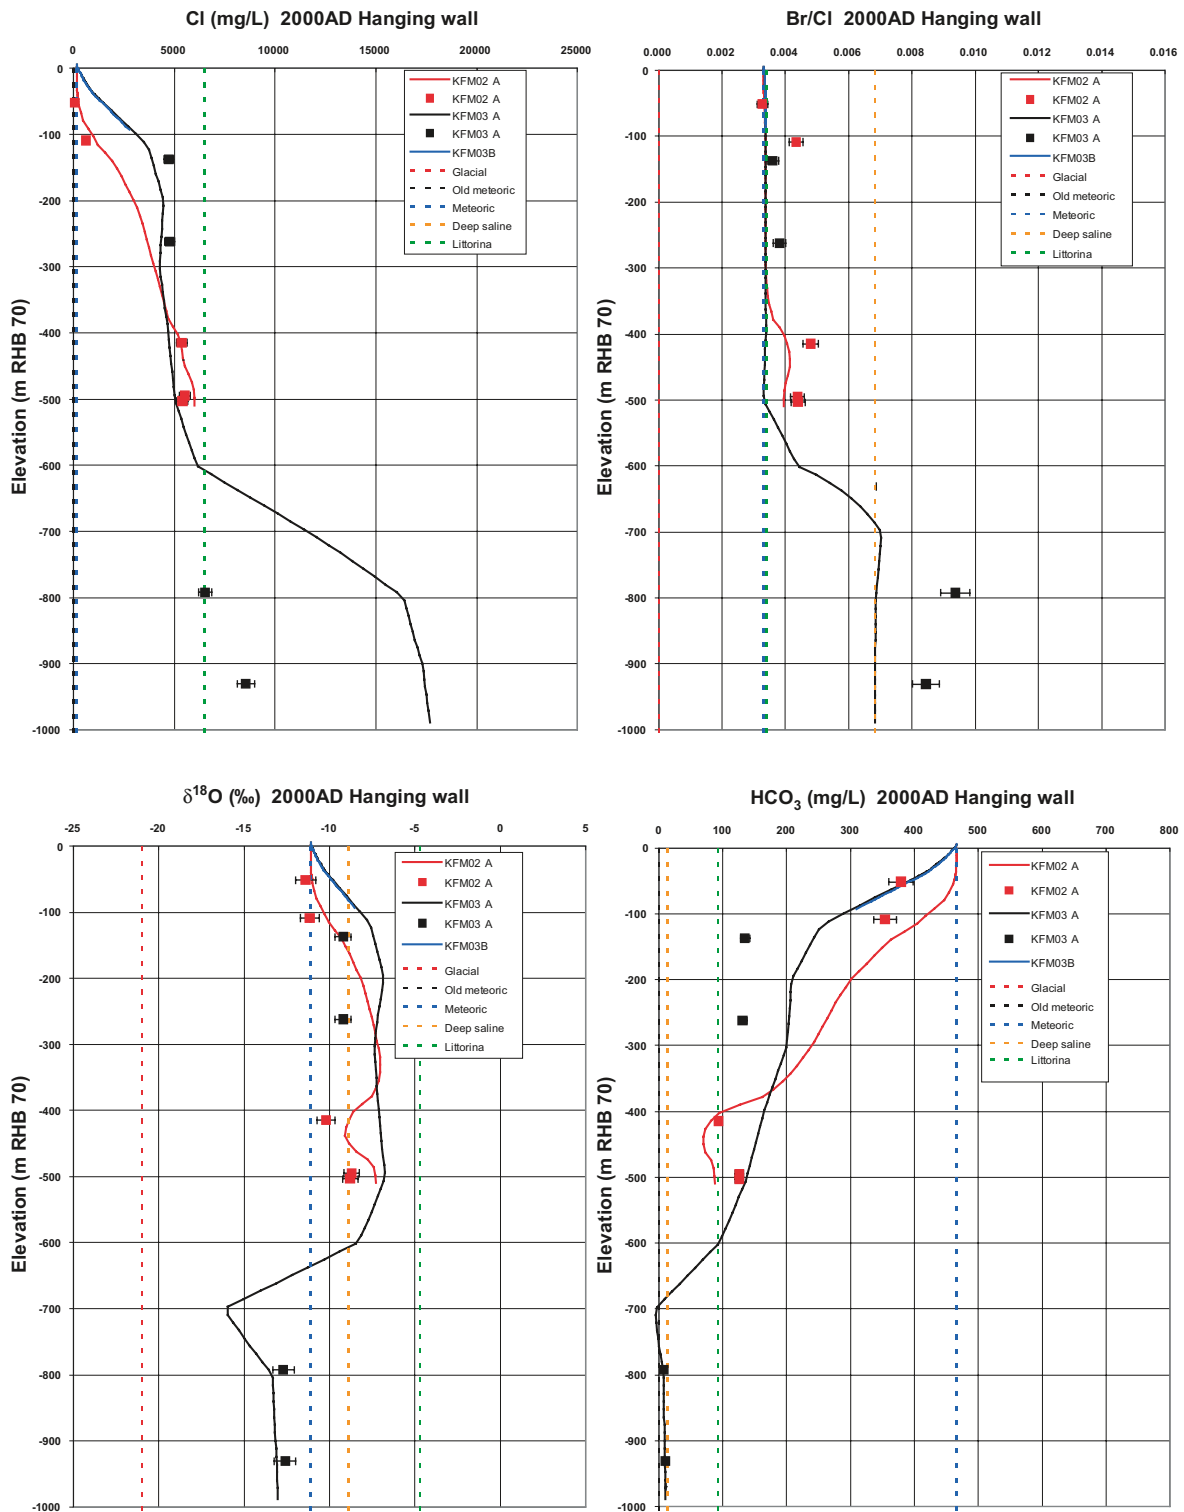 Cl (mg/L)  2000AD Hanging wall
0 5000 10000 15000 20000 25000
0
-100
-200
-300
-400
-500
-600
-700
-800
-900
-1000
Elevation (m RHB 70)
KFM02 A
KFM02 A
KFM03 A
KFM03 A
KFM03B
Glacial
Old meteoric
Meteoric
Deep saline
Littorina
Br/Cl  2000AD Hanging wall
0.000 0.002 0.004 0.006 0.008 0.010 0.012 0.014 0.016
0
-100
-200
-300
-400
-500
-600
-700
-800
-900
-1000
Elevation (m RHB 70)
KFM02 A
KFM02 A
KFM03 A
KFM03 A
KFM03B
Glacial
Old meteoric
Meteoric
Deep saline
Littorina
δ¹⁸O (‰)  2000AD Hanging wall
-25 -20 -15 -10 -5 0 5
0
-100
-200
-300
-400
-500
-600
-700
-800
-900
-1000
Elevation (m RHB 70)
KFM02 A
KFM02 A
KFM03 A
KFM03 A
KFM03B
Glacial
Old meteoric
Meteoric
Deep saline
Littorina
HCO₃ (mg/L)  2000AD Hanging wall
0 100 200 300 400 500 600 700 800
0
-100
-200
-300
-400
-500
-600
-700
-800
-900
-1000
Elevation (m RHB 70)
KFM02 A
KFM02 A
KFM03 A
KFM03 A
KFM03B
Glacial
Old meteoric
Meteoric
Deep saline
Littorina